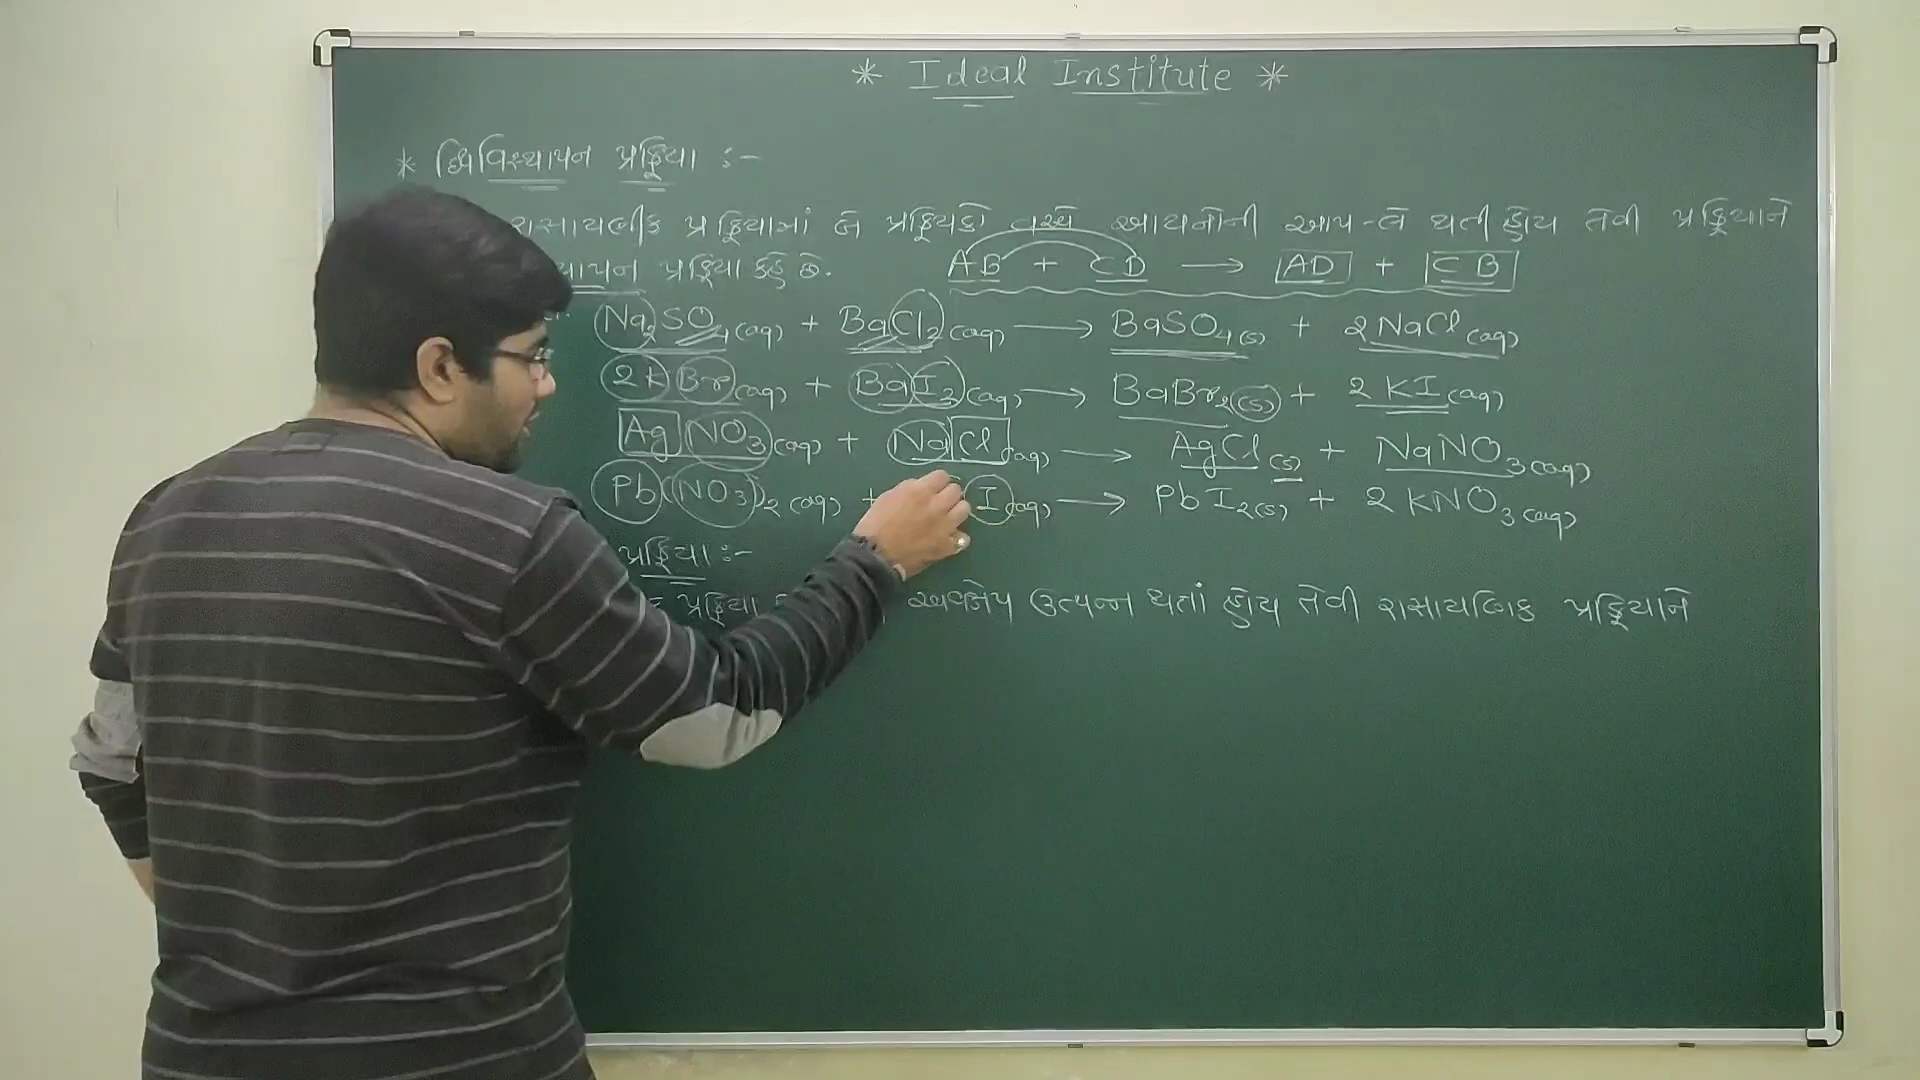 * Ideal Institute *
* દ્વિવિસ્થાપન પ્રક્રિયા :-
રાસાયણીક પ્રક્રિયામાં બે પ્રક્રિયકો વચ્ચે આયનોની આપ-લે થતી હોય તેવી પ્રક્રિયાને
પ્રક્રિયા કહે છે. AB + CD ⟶ AD + CB
Na₂SO₄(aq) + BaCl₂(aq) ⟶ BaSO₄(s) + 2NaCl(aq)
2KBr(aq) + BaI₂(aq) ⟶ BaBr₂(s) + 2KI(aq)
AgNO₃(aq) + NaCl(aq) ⟶ AgCl(s) + NaNO₃(aq)
Pb(NO₃)₂(aq) + I(aq) ⟶ PbI₂(s) + 2KNO₃(aq)
પ્રક્રિયા :-
પ્રક્રિયા અવક્ષેપ ઉત્પન્ન થતાં હોય તેવી રાસાયણિક પ્રક્રિયાને